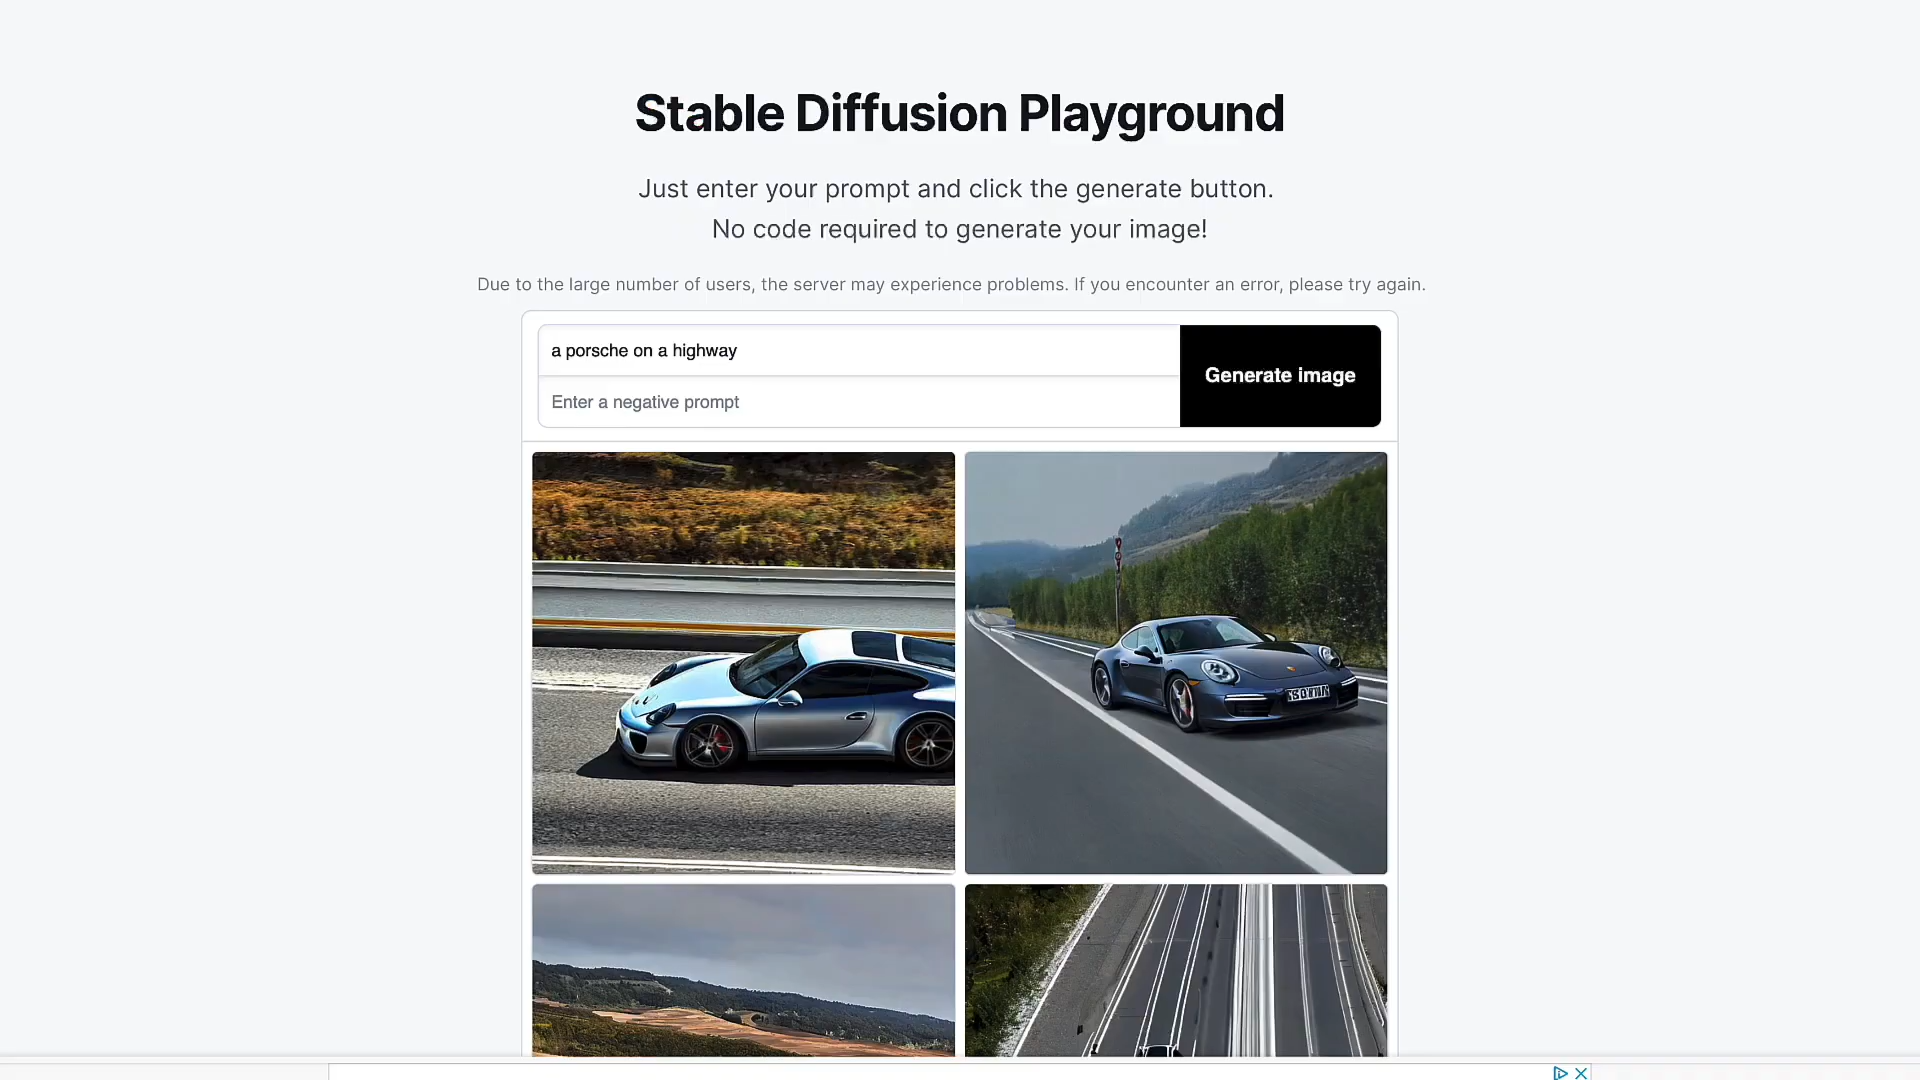 Stable Diffusion Playground
Just enter your prompt and click the generate button.
No code required to generate your image!
Due to the large number of users, the server may experience problems. If you encounter an error, please try again.
a porsche on a highway
Generate image
Enter a negative prompt